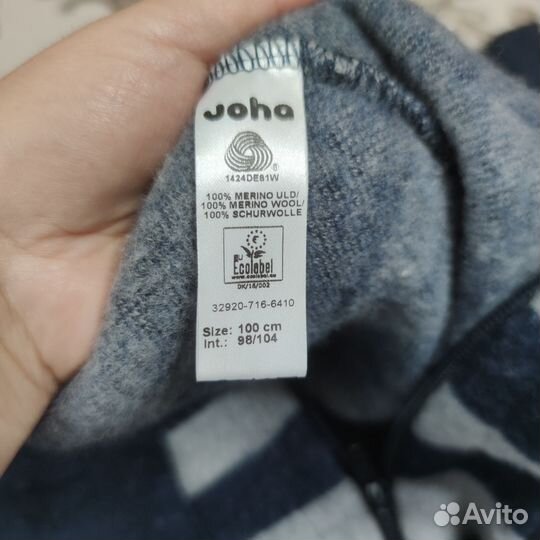 Joha
1424DE81W
100% MERINO ULD/
100% MERINO WOOL/
100% SCHURWOLLE
EU
Ecolabel
www.ecolabel.eu
DK/16/002
32920-716-6410
Size: 100 cm
Int.: 98/104
Avito